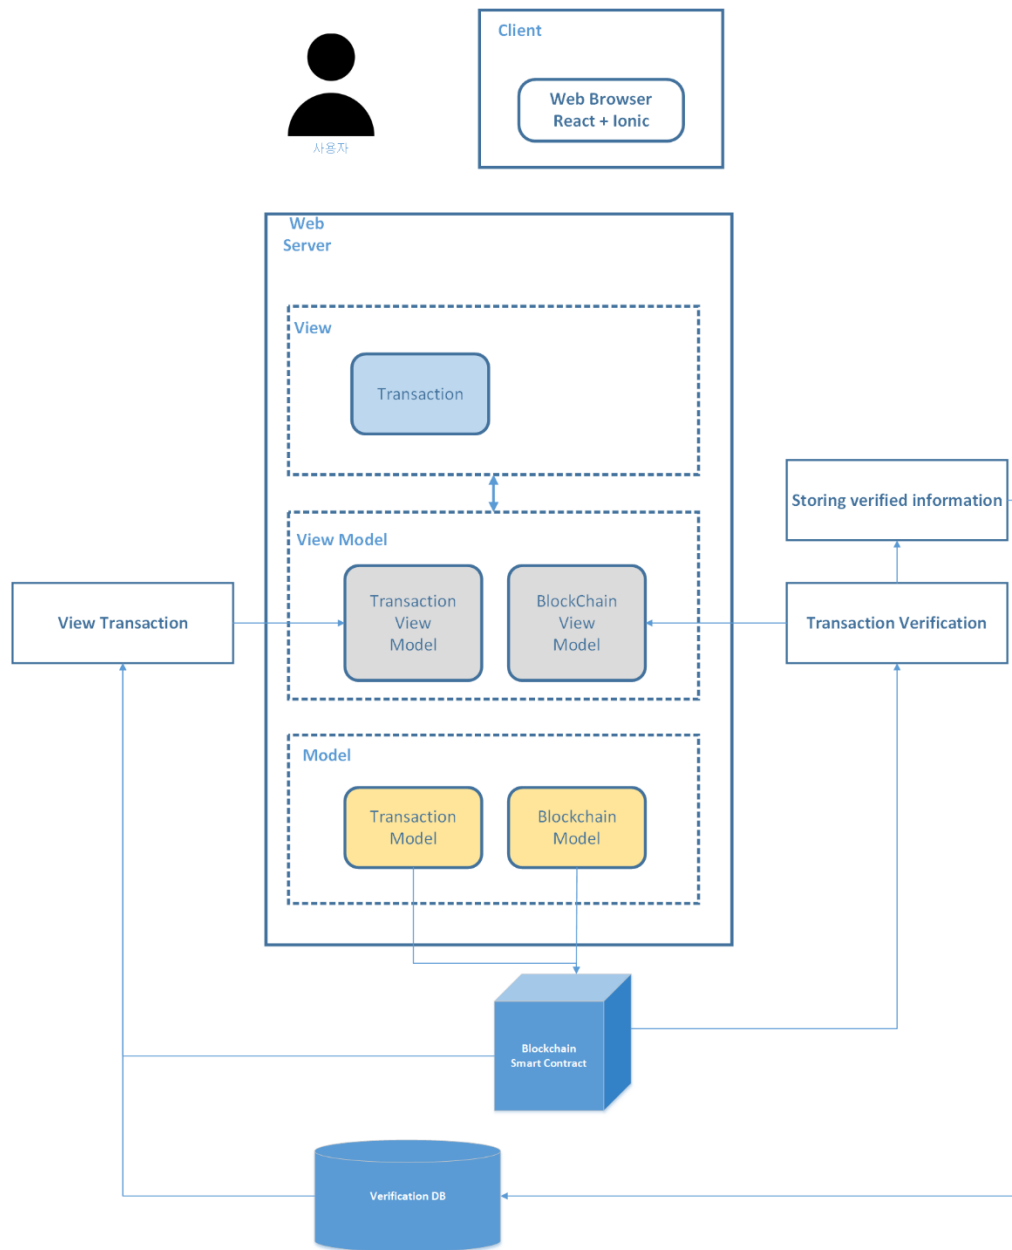 Client
Web Browser
React + Ionic
사용자
Web
Server
View
Transaction
Storing verified information
View Model
Transaction
View
Model
BlockChain
View
Model
View Transaction
Transaction Verification
Model
Transaction
Model
Blockchain
Model
Blockchain
Smart Contract
Verification DB